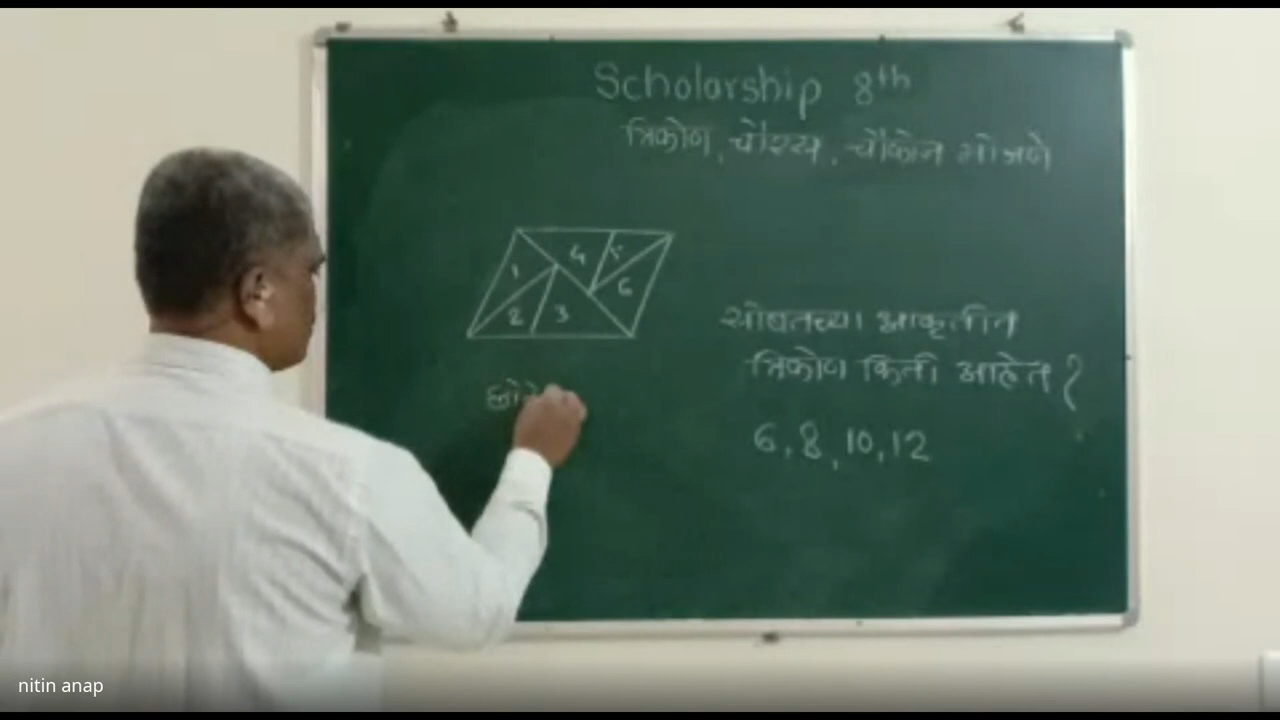 Scholarship 8th
त्रिकोण, चौरस, चौकोन मोजणे
1 2 3 4 5 6
सोबतच्या आकृतीत
त्रिकोण किती आहेत?
6, 8, 10, 12
nitin anap